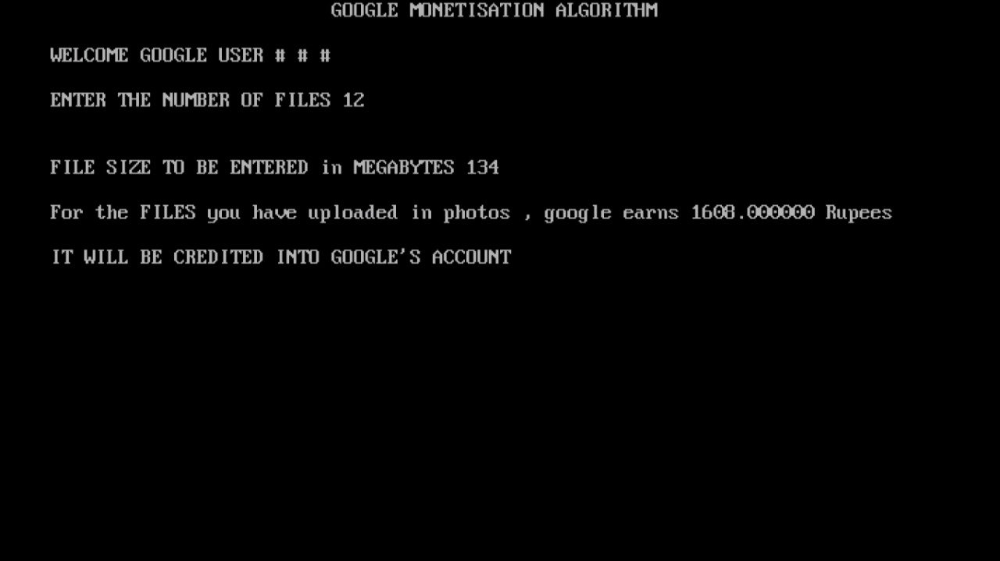 GOOGLE MONETISATION ALGORITHM
WELCOME GOOGLE USER # # #
ENTER THE NUMBER OF FILES 12
FILE SIZE TO BE ENTERED in MEGABYTES 134
For the FILES you have uploaded in photos , google earns 1608.000000 Rupees
IT WILL BE CREDITED INTO GOOGLE'S ACCOUNT